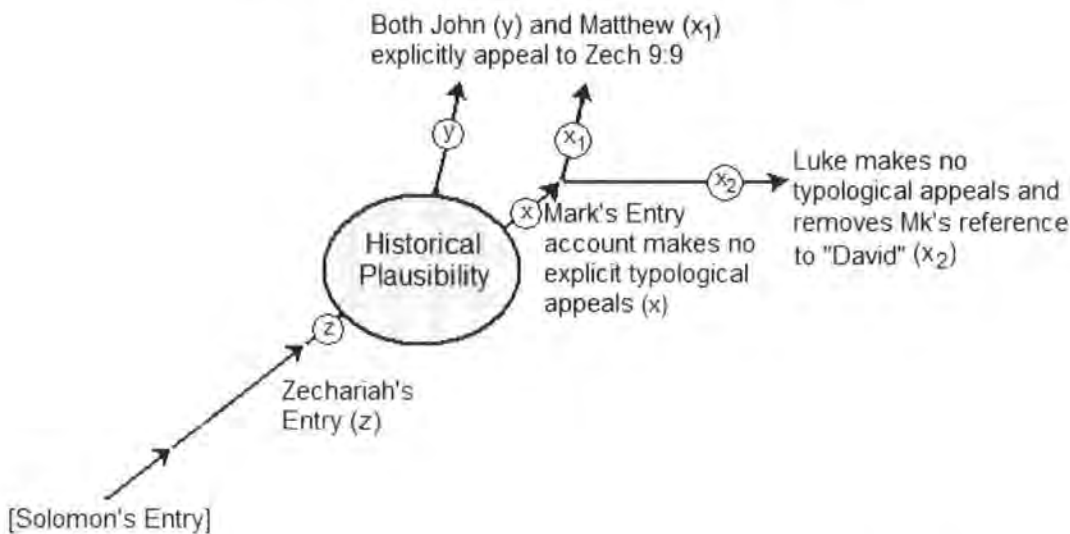 Both John (y) and Matthew (x₁)
explicitly appeal to Zech 9:9
y
x₁
x₂
Luke makes no
typological appeals and
removes Mk's reference
to "David" (x₂)
x
Mark's Entry
account makes no
explicit typological
appeals (x)
Historical
Plausibility
z
Zechariah's
Entry (z)
[Solomon's Entry]